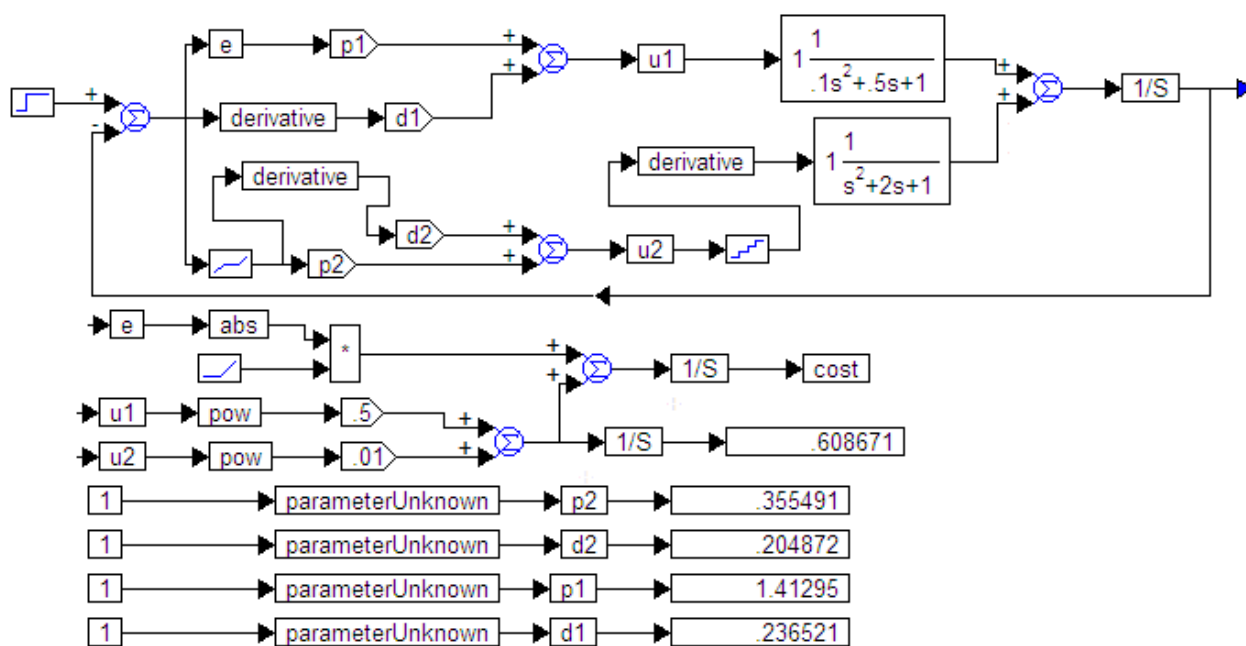 e p1 + + Σ u1 1 1/.1s²+.5s+1 + + Σ 1/S
+ - Σ derivative d1
derivative d2 + + Σ u2 derivative 1 1/s²+2s+1
p2
e abs * + + Σ 1/S cost
u1 pow .5 + + Σ 1/S .608671
u2 pow .01
1 parameterUnknown p2 .355491
1 parameterUnknown d2 .204872
1 parameterUnknown p1 1.41295
1 parameterUnknown d1 .236521